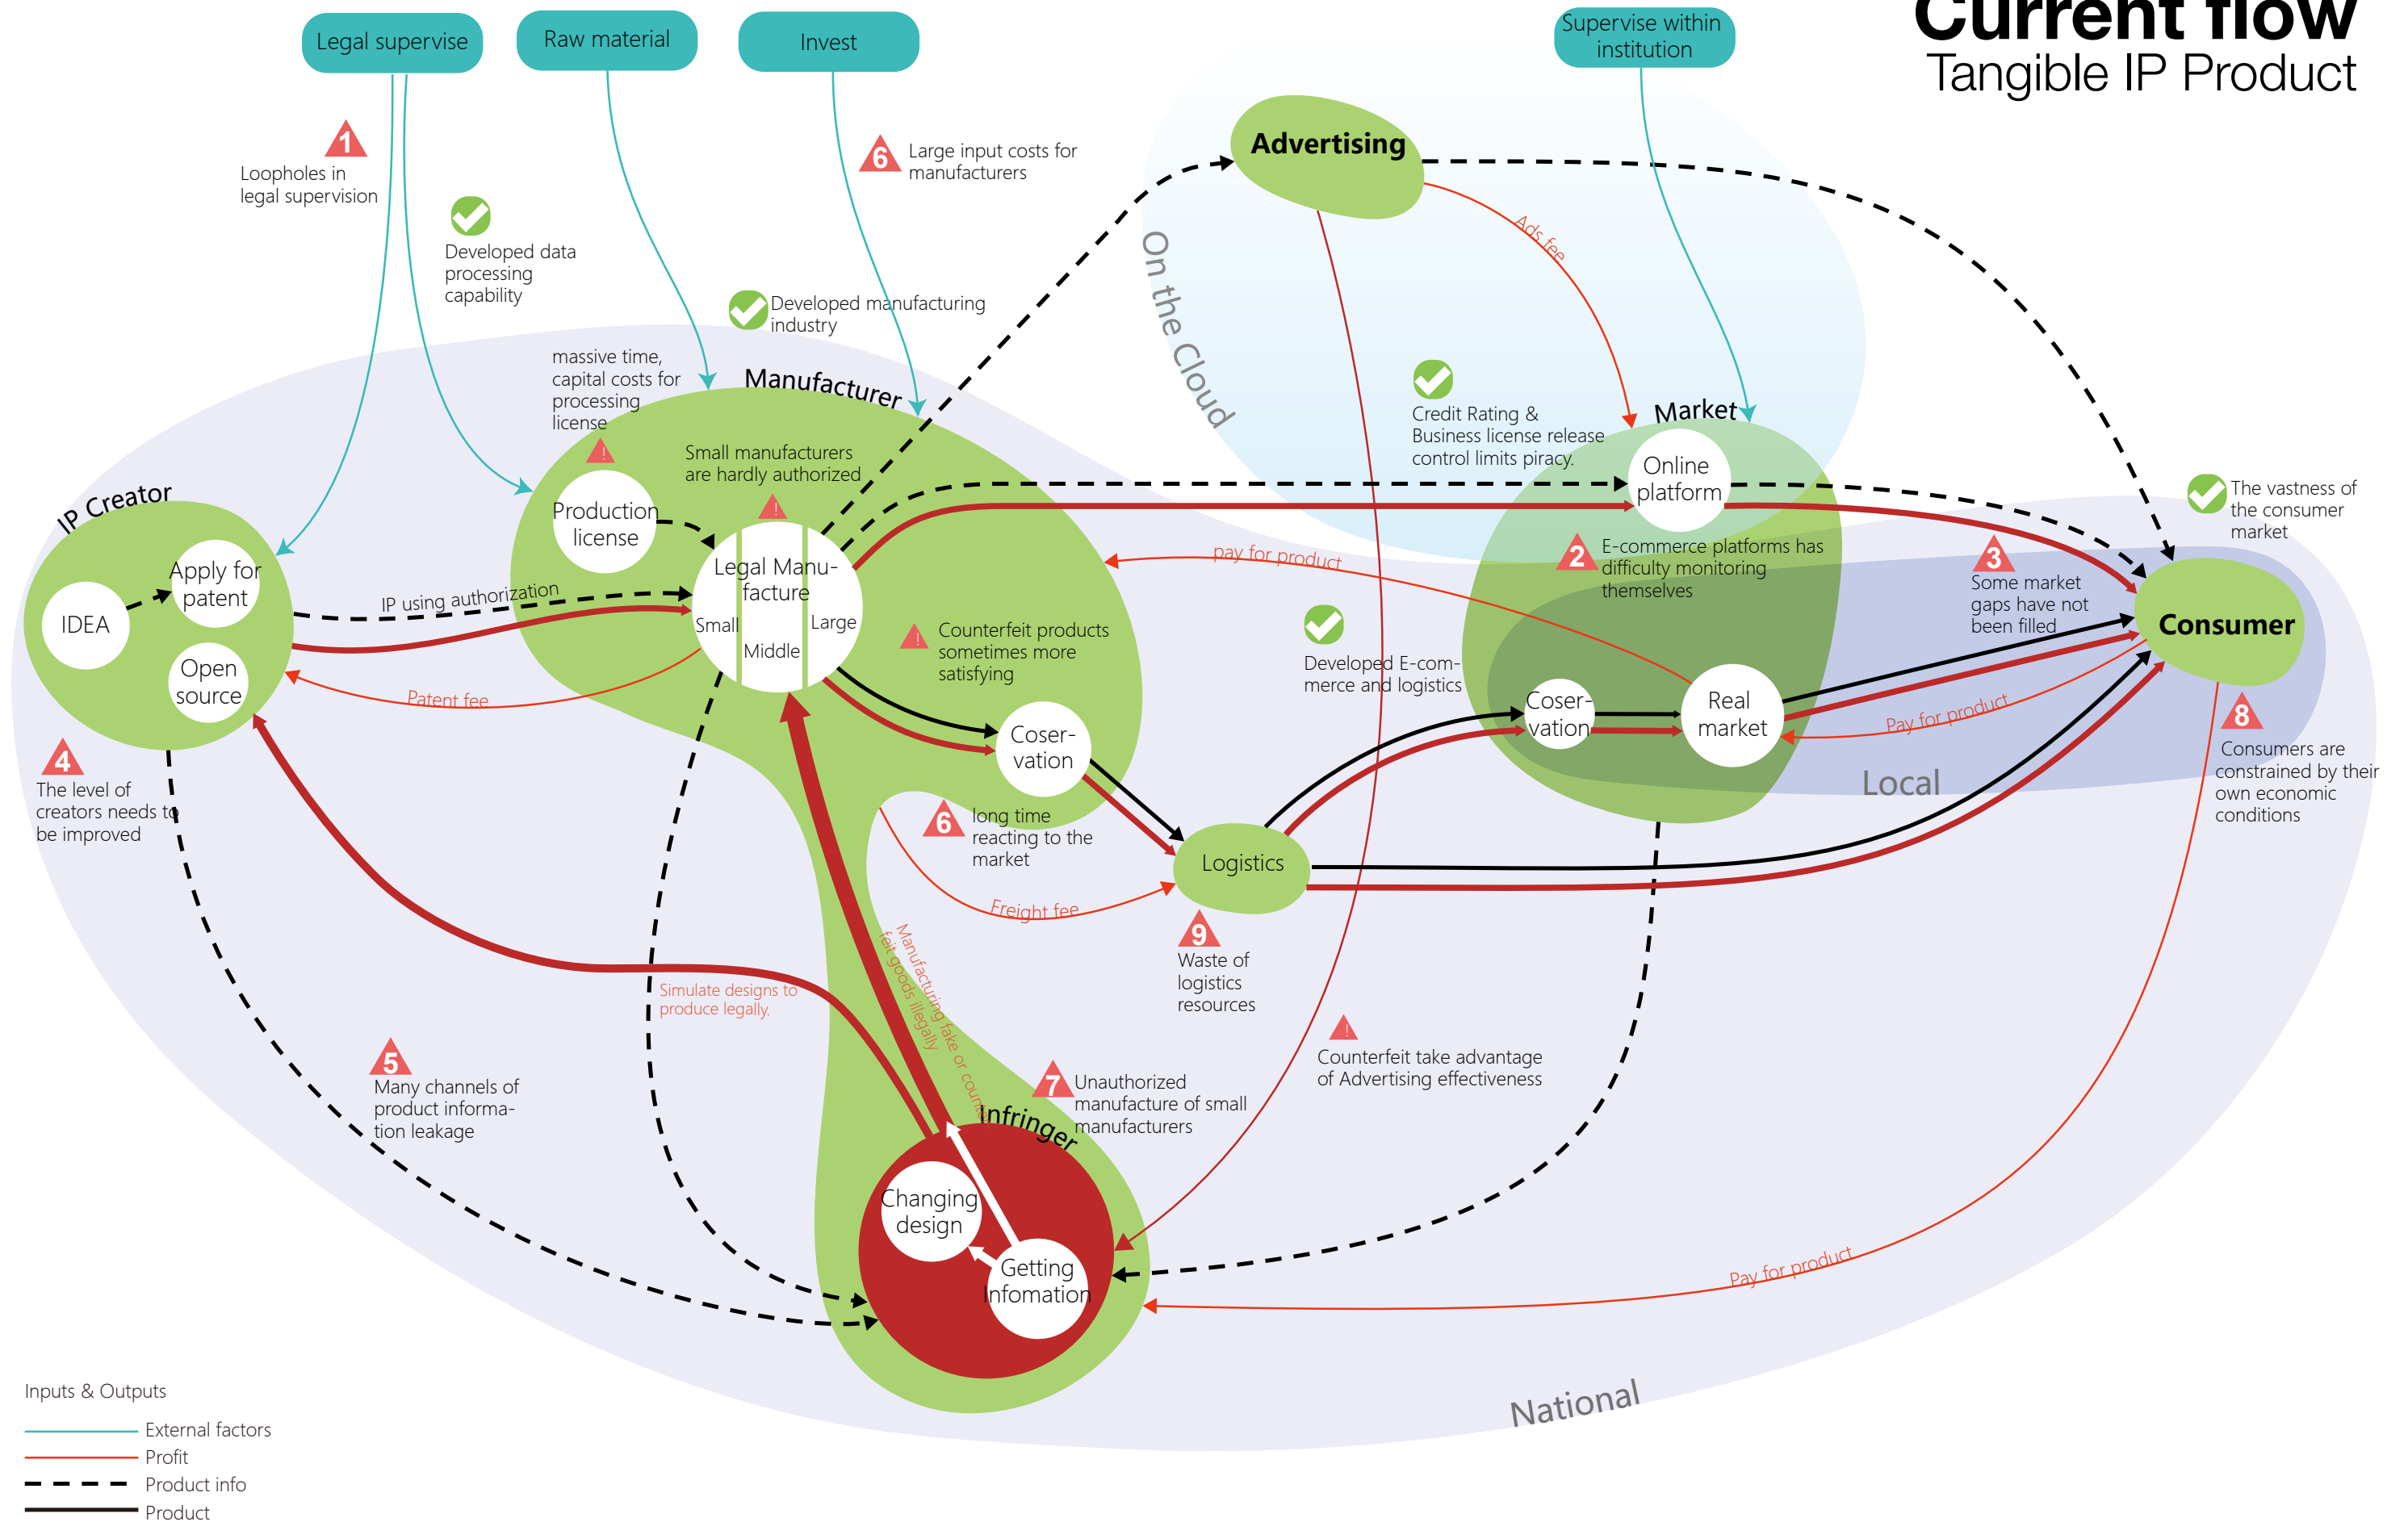 Current flow
Tangible IP Product
Legal supervise
Raw material
Invest
Supervise within
institution
1
Loopholes in
legal supervision
Developed data
processing
capability
6
Large input costs for
manufacturers
Developed manufacturing
industry
Advertising
Ads fee
On the Cloud
massive time,
capital costs for
processing
license
!
Manufacturer
Small manufacturers
are hardly authorized
!
Production
license
Legal Manu-
facture
Small
Middle
Large
Credit Rating &
Business license release
control limits piracy.
Market
Online
platform
The vastness of
the consumer
market
IP Creator
IDEA
Apply for
patent
Open
source
IP using authorization
Patent fee
pay for product
2
E-commerce platforms has
difficulty monitoring
themselves
3
Some market
gaps have not
been filled
Consumer
!
Counterfeit products
sometimes more
satisfying
Developed E-com-
merce and logistics
Coser-
vation
Coser-
vation
Real
market
Pay for product
Local
8
Consumers are
constrained by their
own economic
conditions
4
The level of
creators needs to
be improved
6
long time
reacting to the
market
Logistics
Freight fee
9
Waste of
logistics
resources
Simulate designs to
produce legally.
Manufacturing fake or counter-
feit goods illegally
5
Many channels of
product informa-
tion leakage
7
Unauthorized
manufacture of small
manufacturers
!
Counterfeit take advantage
of Advertising effectiveness
Infringer
Changing
design
Getting
Infomation
Pay for product
National
Inputs & Outputs
External factors
Profit
Product info
Product